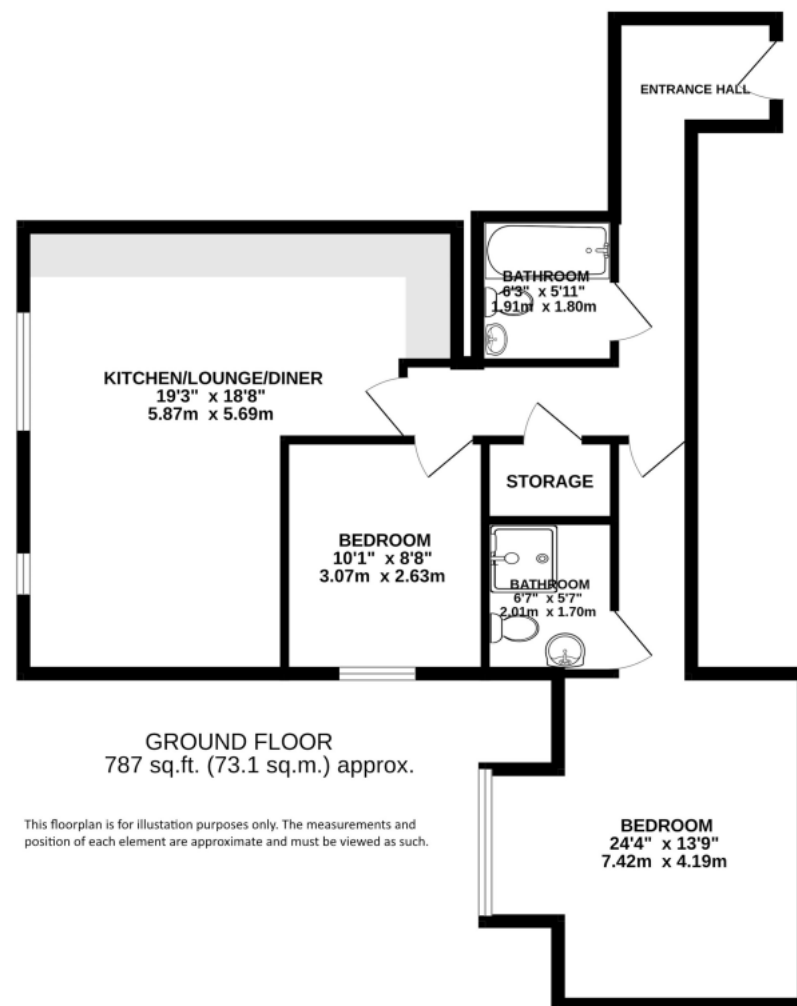 ENTRANCE HALL
BATHROOM
6'3" x 5'11"
1.91m x 1.80m
KITCHEN/LOUNGE/DINER
19'3" x 18'8"
5.87m x 5.69m
STORAGE
BEDROOM
10'1" x 8'8"
3.07m x 2.63m
BATHROOM
6'7" x 5'7"
2.01m x 1.70m
GROUND FLOOR
787 sq.ft. (73.1 sq.m.) approx.
This floorplan is for illustation purposes only. The measurements and
position of each element are approximate and must be viewed as such.
BEDROOM
24'4" x 13'9"
7.42m x 4.19m